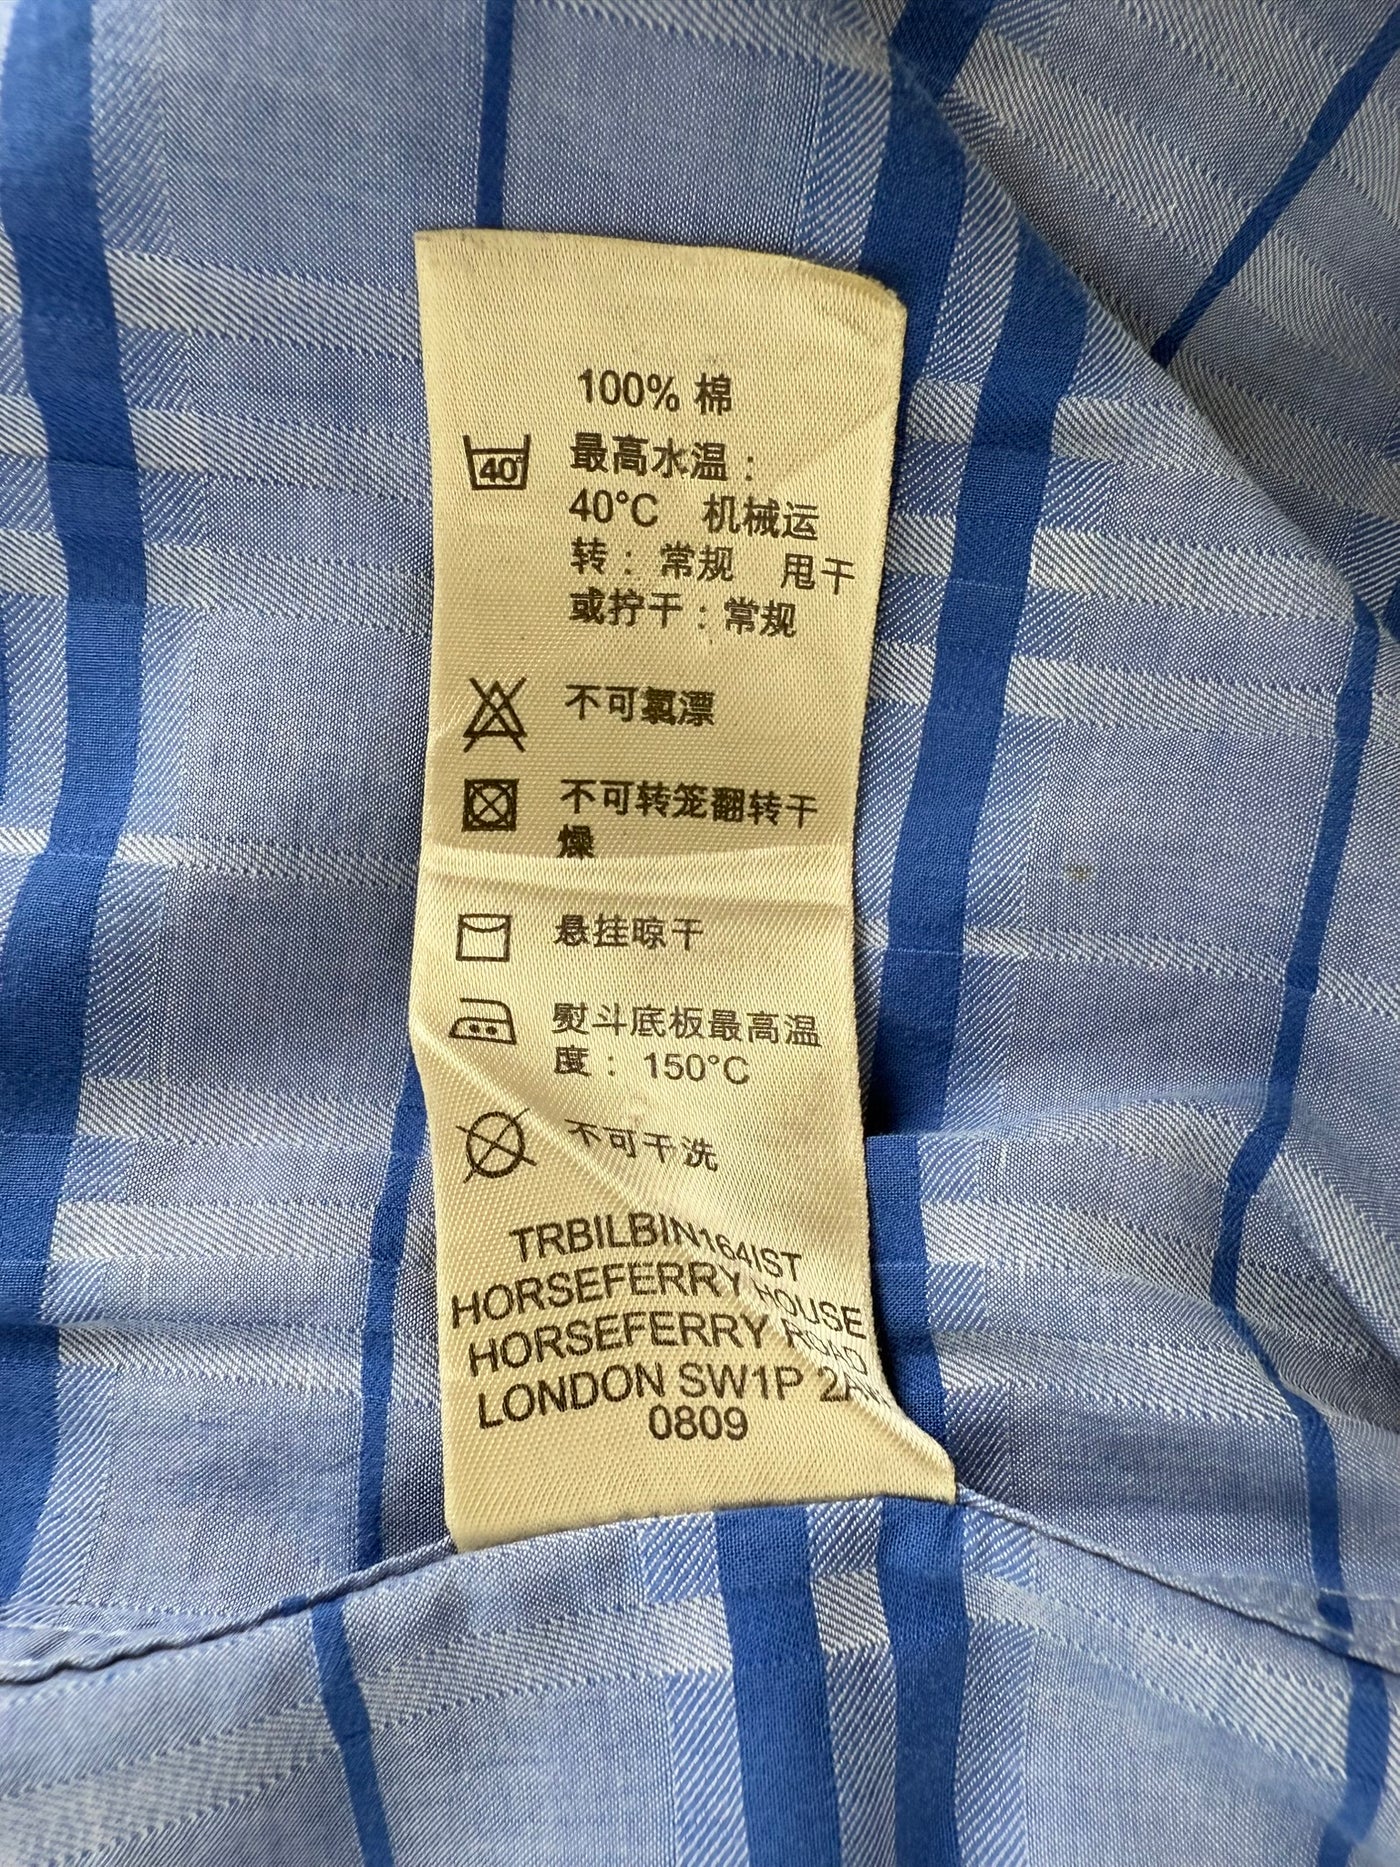 100% 棉
40 最高水温：
40°C 机械运
转：常规 甩干
或拧干：常规
不可氯漂
不可转笼翻转干
燥
悬挂晾干
熨斗底板最高温
度：150°C
不可干洗
TRBILBIN164IST
HORSEFERRY HOUSE
HORSEFERRY ROAD
LONDON SW1P
0809